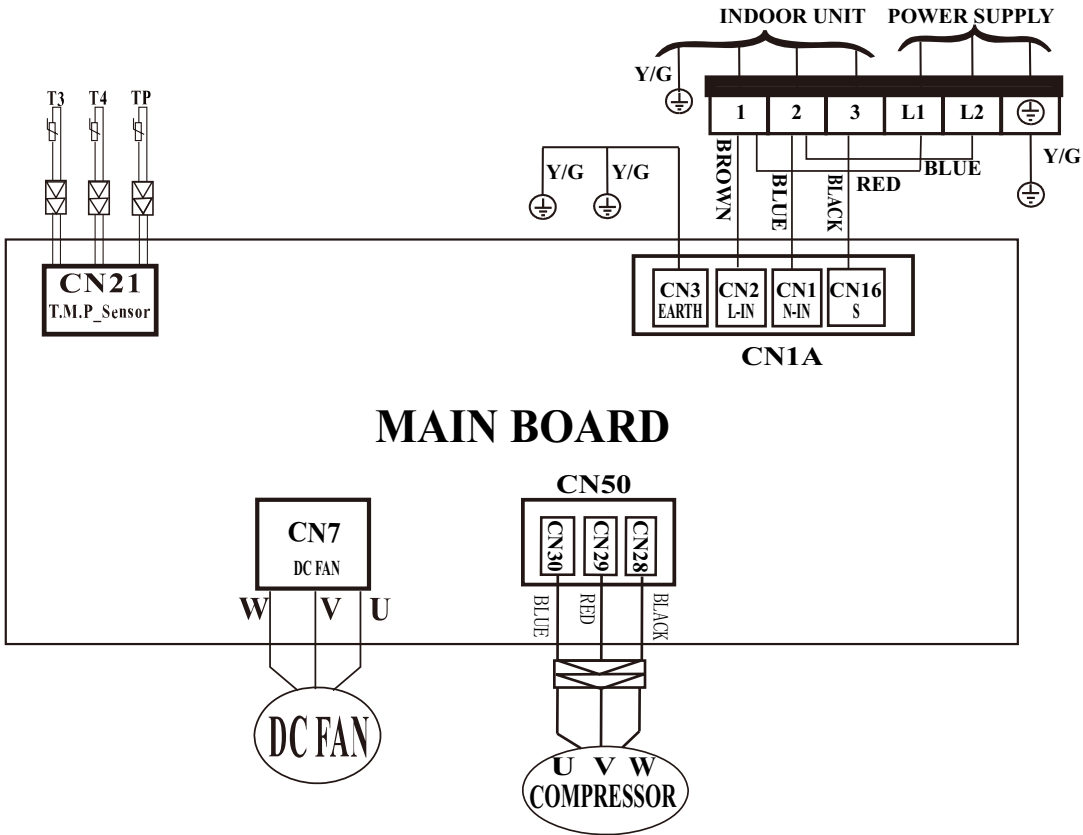 INDOOR UNIT POWER SUPPLY
Y/G
T3 T4 TP
1 2 3 L1 L2
Y/G Y/G
BROWN
BLUE
BLACK
RED
BLUE
Y/G
CN21
T.M.P_Sensor
CN3 CN2 CN1 CN16
EARTH L-IN N-IN S
CN1A
MAIN BOARD
CN50
CN7
DC FAN
CN30
CN29
CN28
W V U
BLUE
RED
BLACK
DC FAN
U V W
COMPRESSOR